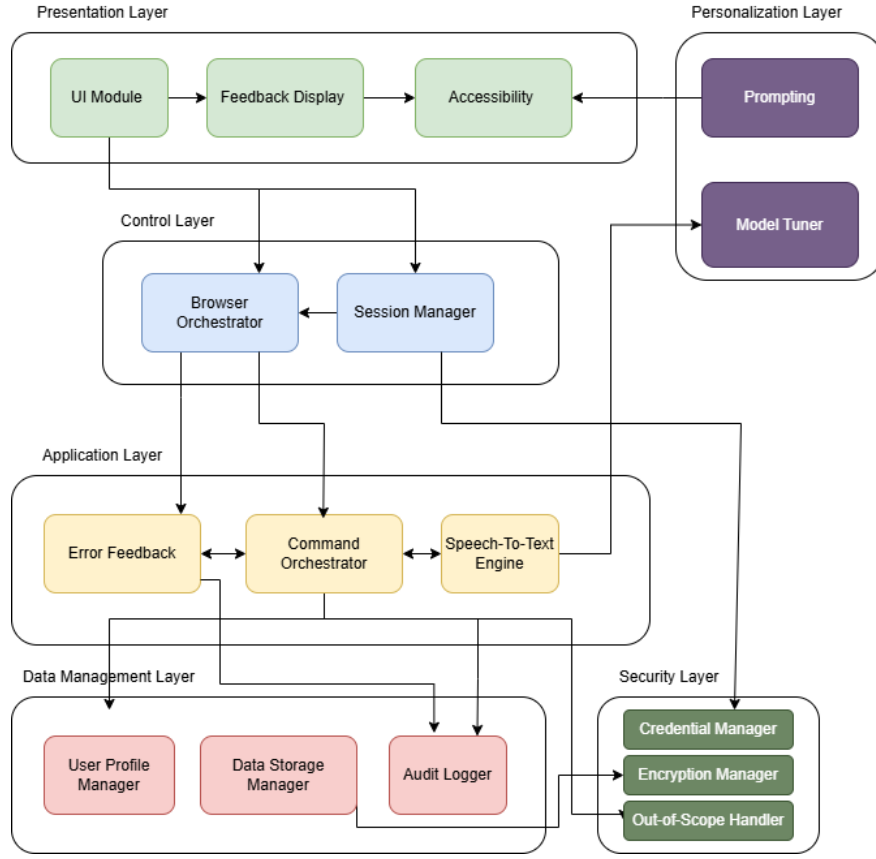 Presentation Layer
Personalization Layer
UI Module
Feedback Display
Accessibility
Prompting
Model Tuner
Control Layer
Browser
Orchestrator
Session Manager
Application Layer
Error Feedback
Command
Orchestrator
Speech-To-Text
Engine
Data Management Layer
Security Layer
User Profile
Manager
Data Storage
Manager
Audit Logger
Credential Manager
Encryption Manager
Out-of-Scope Handler